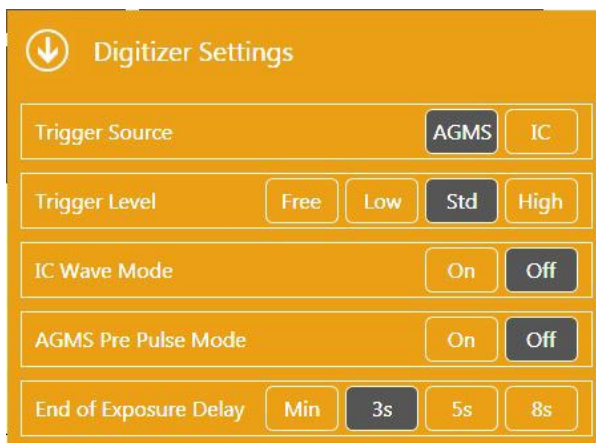 Digitizer Settings
Trigger Source AGMS IC
Trigger Level Free Low Std High
IC Wave Mode On Off
AGMS Pre Pulse Mode On Off
End of Exposure Delay Min 3s 5s 8s